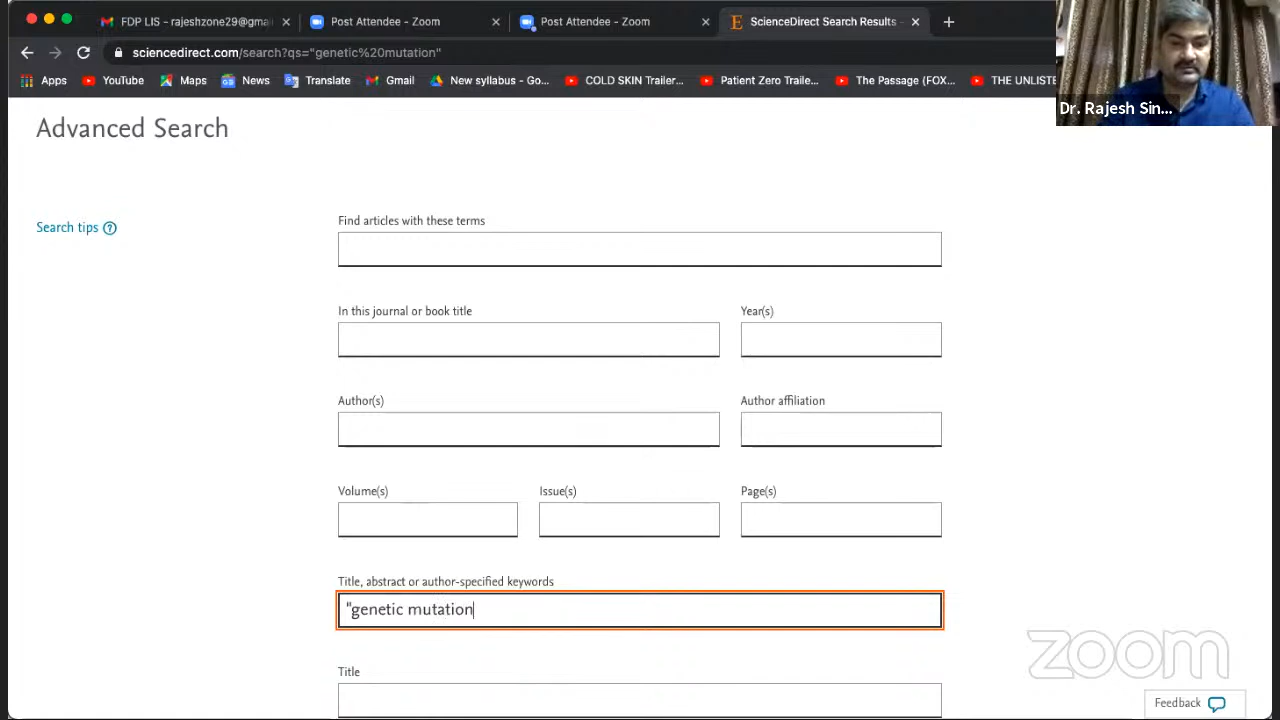 FDP LIS - rajeshzone29@gmai
Post Attendee - Zoom
Post Attendee - Zoom
ScienceDirect Search Results -
sciencedirect.com/search?qs="genetic%20mutation"
Apps
YouTube
Maps
News
Translate
Gmail
New syllabus - Go...
COLD SKIN Trailer...
Patient Zero Traile...
The Passage (FOX...
THE UNLISTE
Dr. Rajesh Sin...
Advanced Search
Search tips ?
Find articles with these terms
In this journal or book title
Year(s)
Author(s)
Author affiliation
Volume(s)
Issue(s)
Page(s)
Title, abstract or author-specified keywords
"genetic mutation
Title
zoom
Feedback